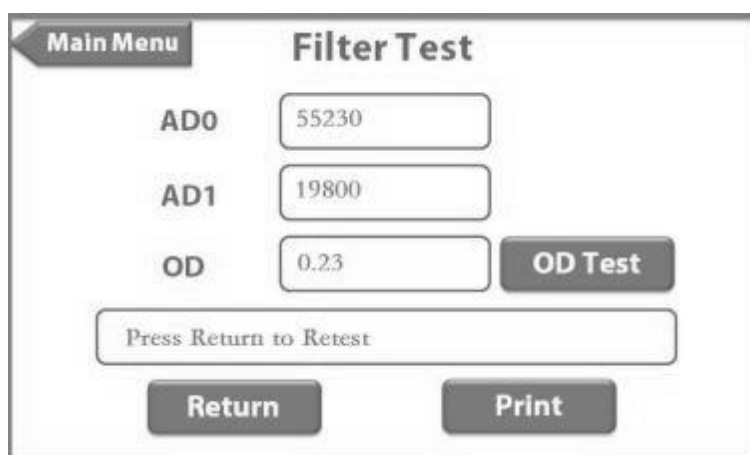 Main Menu
Filter Test
AD0 55230
AD1 19800
OD 0.23 OD Test
Press Return to Retest
Return Print